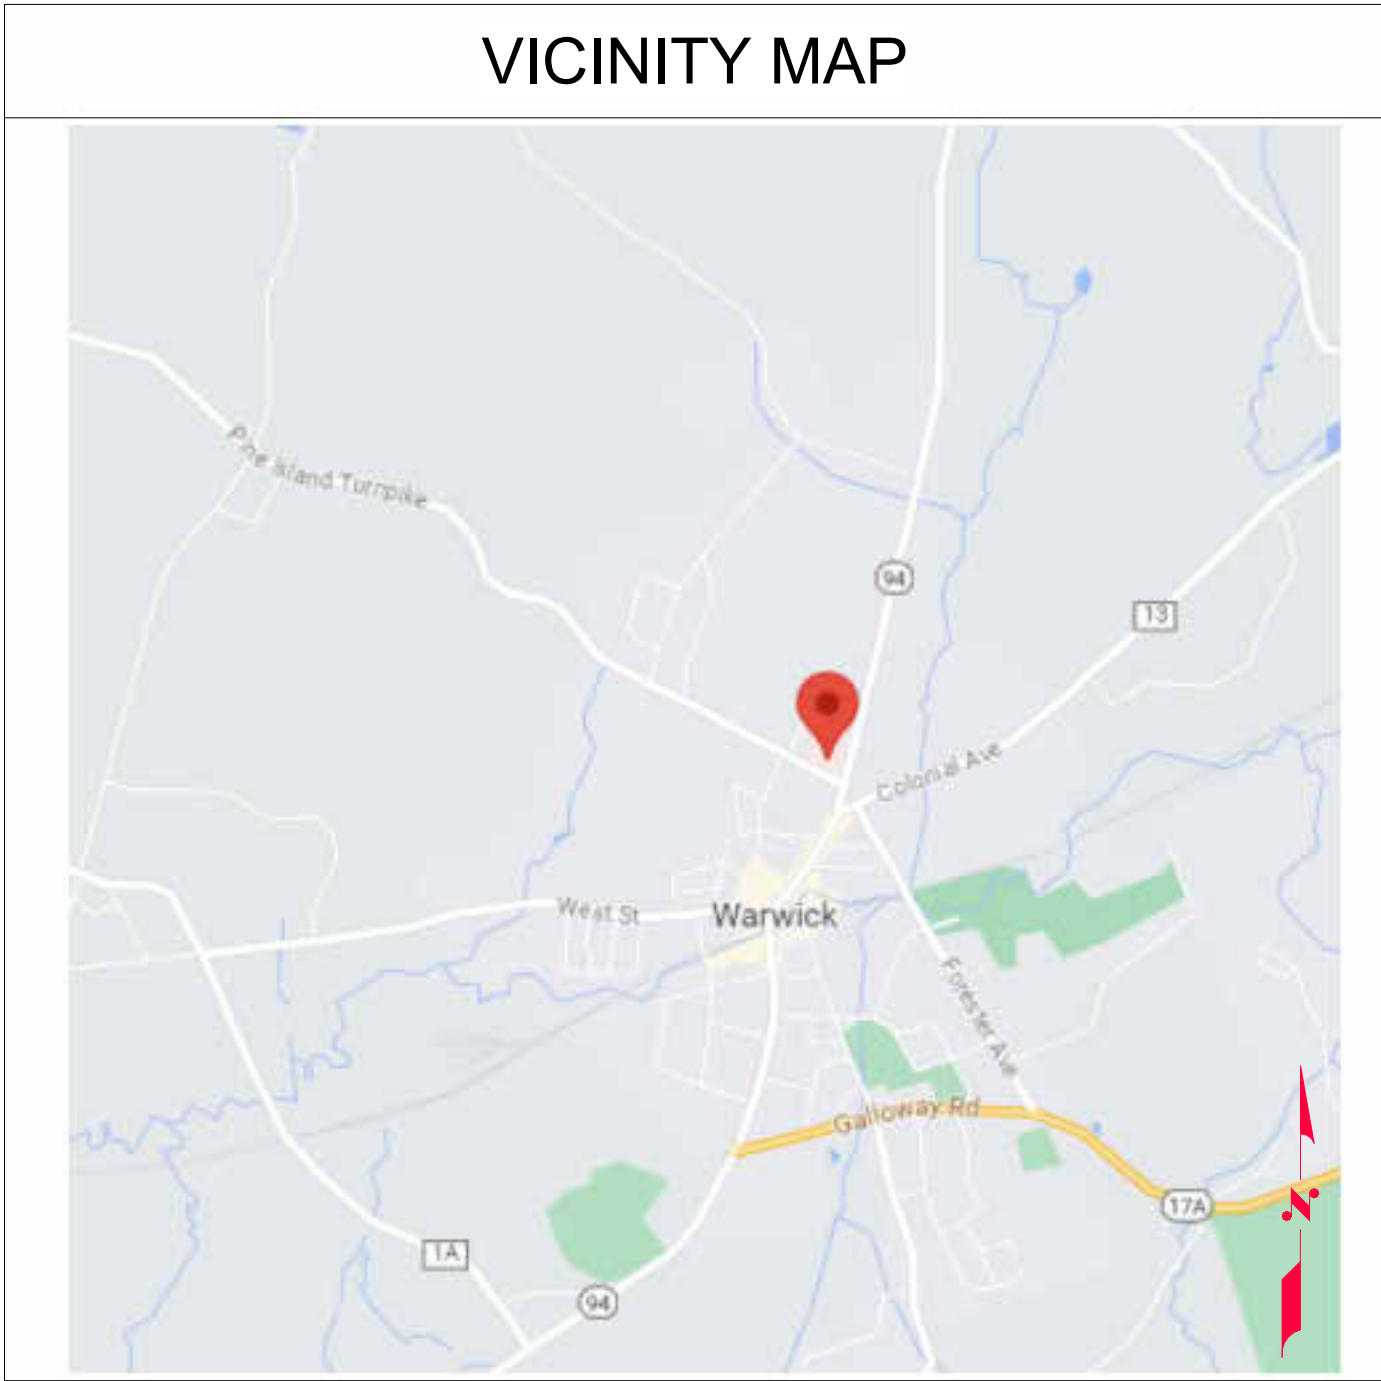 VICINITY MAP
Pine Island Turnpike
94
13
Colonial Ave
West St
Warwick
Forester Ave
Galloway Rd
17A
N
1A
94